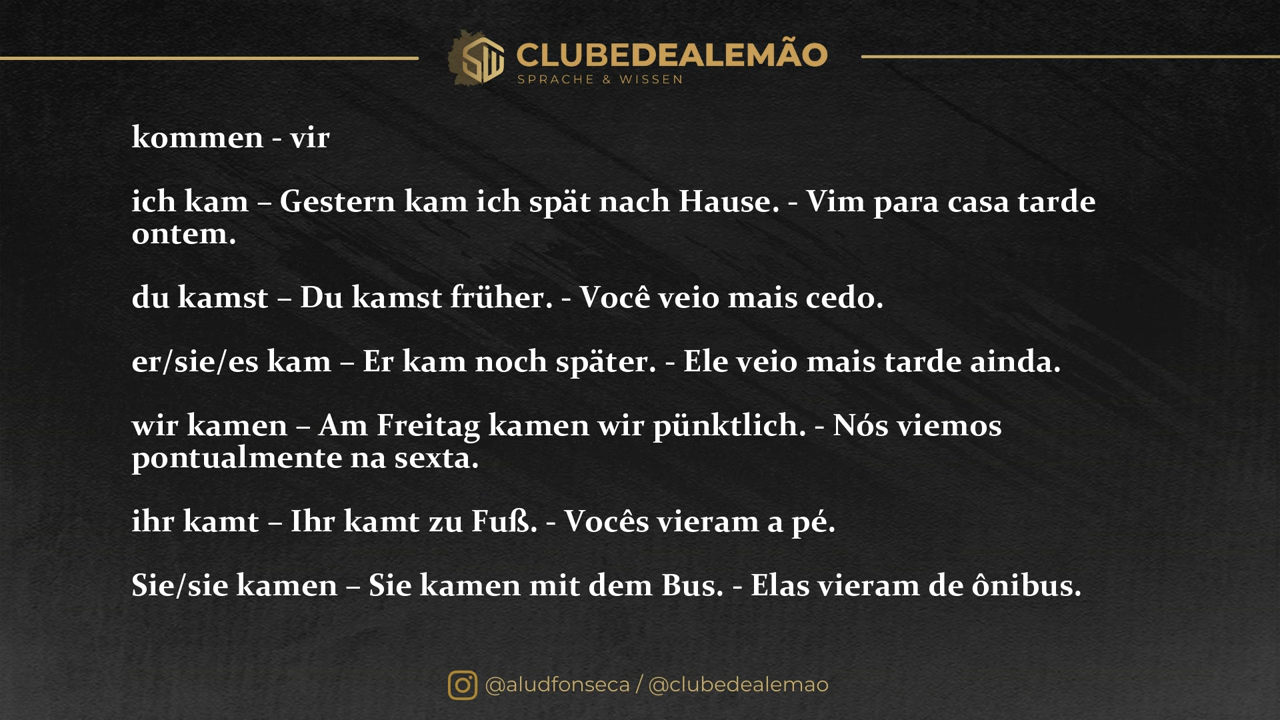 CLUBEDEALEMÃO
SPRACHE & WISSEN
kommen - vir
ich kam – Gestern kam ich spät nach Hause. - Vim para casa tarde
ontem.
du kamst – Du kamst früher. - Você veio mais cedo.
er/sie/es kam – Er kam noch später. - Ele veio mais tarde ainda.
wir kamen – Am Freitag kamen wir pünktlich. - Nós viemos
pontualmente na sexta.
ihr kamt – Ihr kamt zu Fuß. - Vocês vieram a pé.
Sie/sie kamen – Sie kamen mit dem Bus. - Elas vieram de ônibus.
@aludfonseca / @clubedealemao